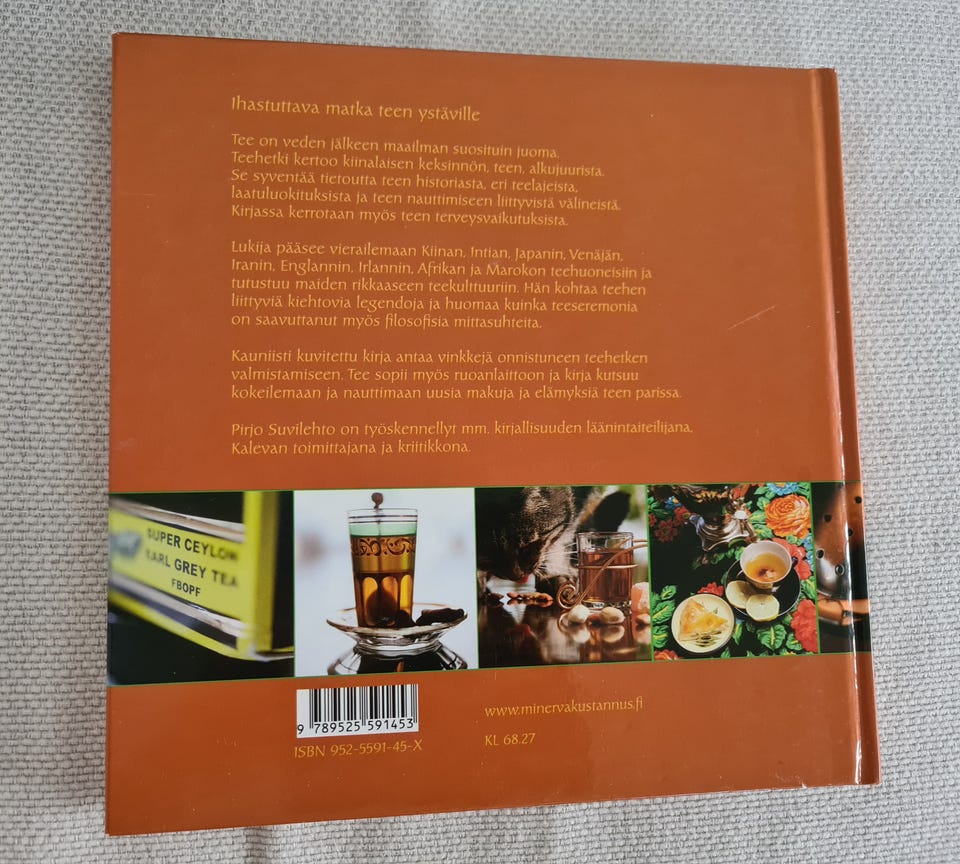 Ihastuttava matka teen ystäville
Tee on veden jälkeen maailman suosituin juoma.
Teehetki kertoo kiinalaisen keksinnön, teen, alkujuurista.
Se syventää tietoutta teen historiasta, eri teelajeista,
laatuluokituksista ja teen nauttimiseen liittyvistä välineistä.
Kirjassa kerrotaan myös teen terveysvaikutuksista.
Lukija pääsee vierailemaan Kiinan, Intian, Japanin, Venäjän,
Iranin, Englannin, Irlannin, Afrikan ja Marokon teehuoneisiin ja
tutustuu maiden rikkaaseen teekulttuuriin. Hän kohtaa teehen
liittyviä kiehtovia legendoja ja huomaa kuinka teeseremonia
on saavuttanut myös filosofisia mittasuhteita.
Kauniisti kuvitettu kirja antaa vinkkejä onnistuneen teehetken
valmistamiseen. Tee sopii myös ruoanlaittoon ja kirja kutsuu
kokeilemaan ja nauttimaan uusia makuja ja elämyksiä teen parissa.
Pirjo Suvilehto on työskennellyt mm. kirjallisuuden läänintaiteilijana,
Kalevan toimittajana ja kriitikkona.
SUPER CEYLON
EARL GREY TEA
FBOPF
9 789525 591453
ISBN 952-5591-45-X
www.minervakustannus.fi
KL 68.27